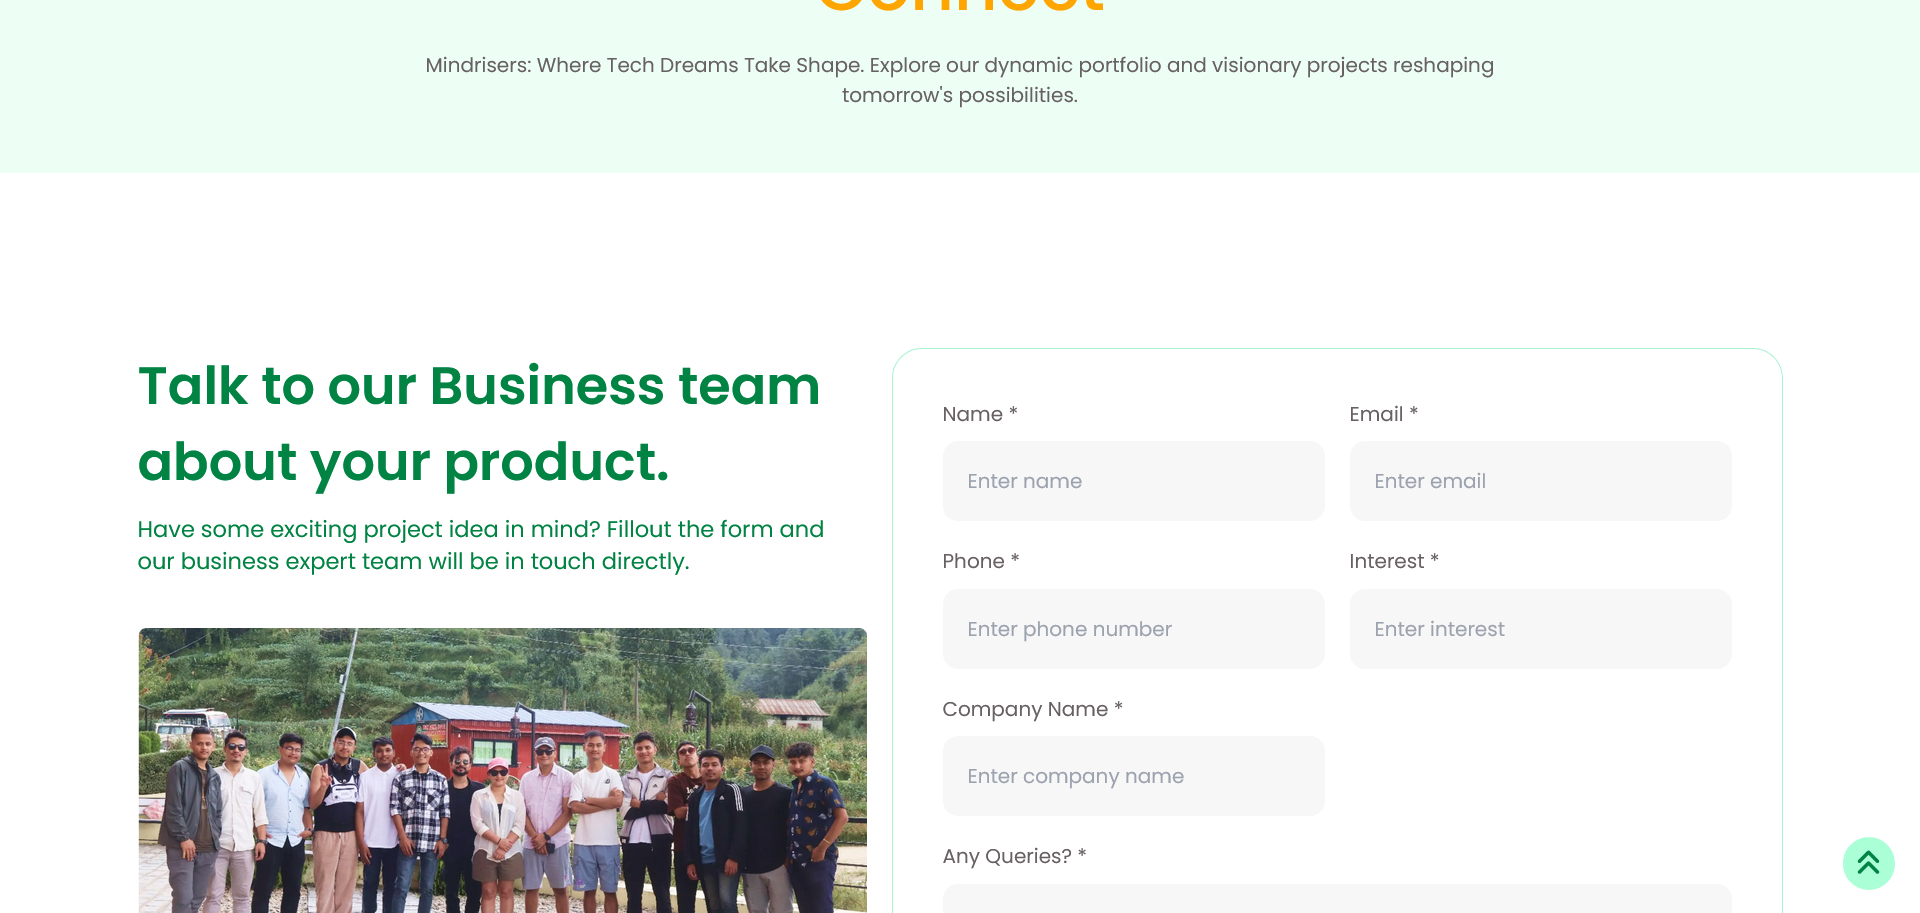 Connect
Mindrisers: Where Tech Dreams Take Shape. Explore our dynamic portfolio and visionary projects reshaping
tomorrow's possibilities.
Talk to our Business team
about your product.
Have some exciting project idea in mind? Fillout the form and
our business expert team will be in touch directly.
Name *
Email *
Enter name
Enter email
Phone *
Interest *
Enter phone number
Enter interest
Company Name *
Enter company name
Any Queries? *